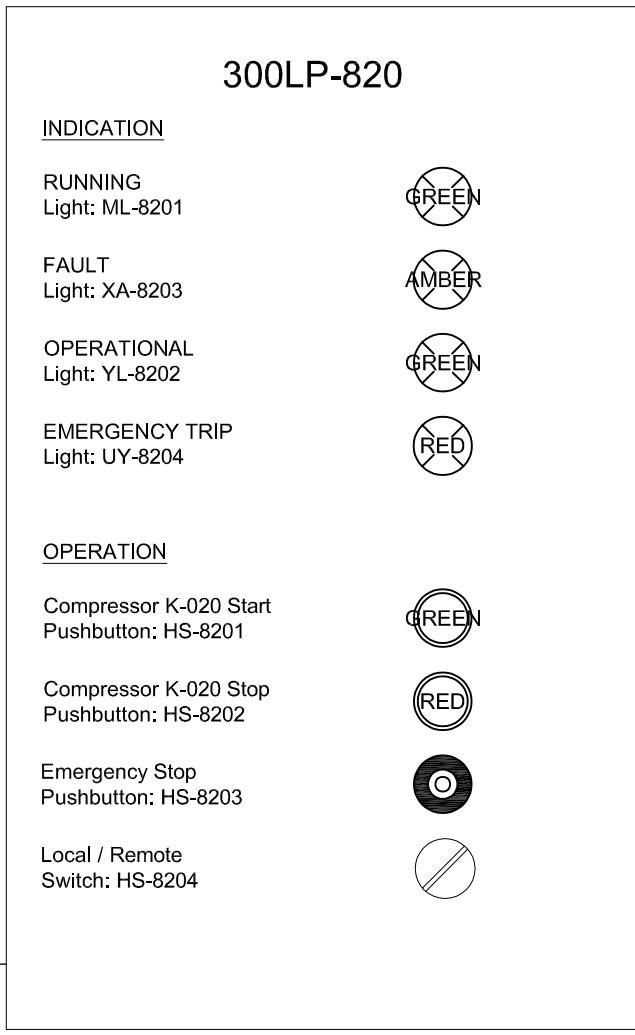 300LP-820
INDICATION
RUNNING
Light: ML-8201
GREEN
FAULT
Light: XA-8203
AMBER
OPERATIONAL
Light: YL-8202
GREEN
EMERGENCY TRIP
Light: UY-8204
RED
OPERATION
Compressor K-020 Start
Pushbutton: HS-8201
GREEN
Compressor K-020 Stop
Pushbutton: HS-8202
RED
Emergency Stop
Pushbutton: HS-8203
Local / Remote
Switch: HS-8204